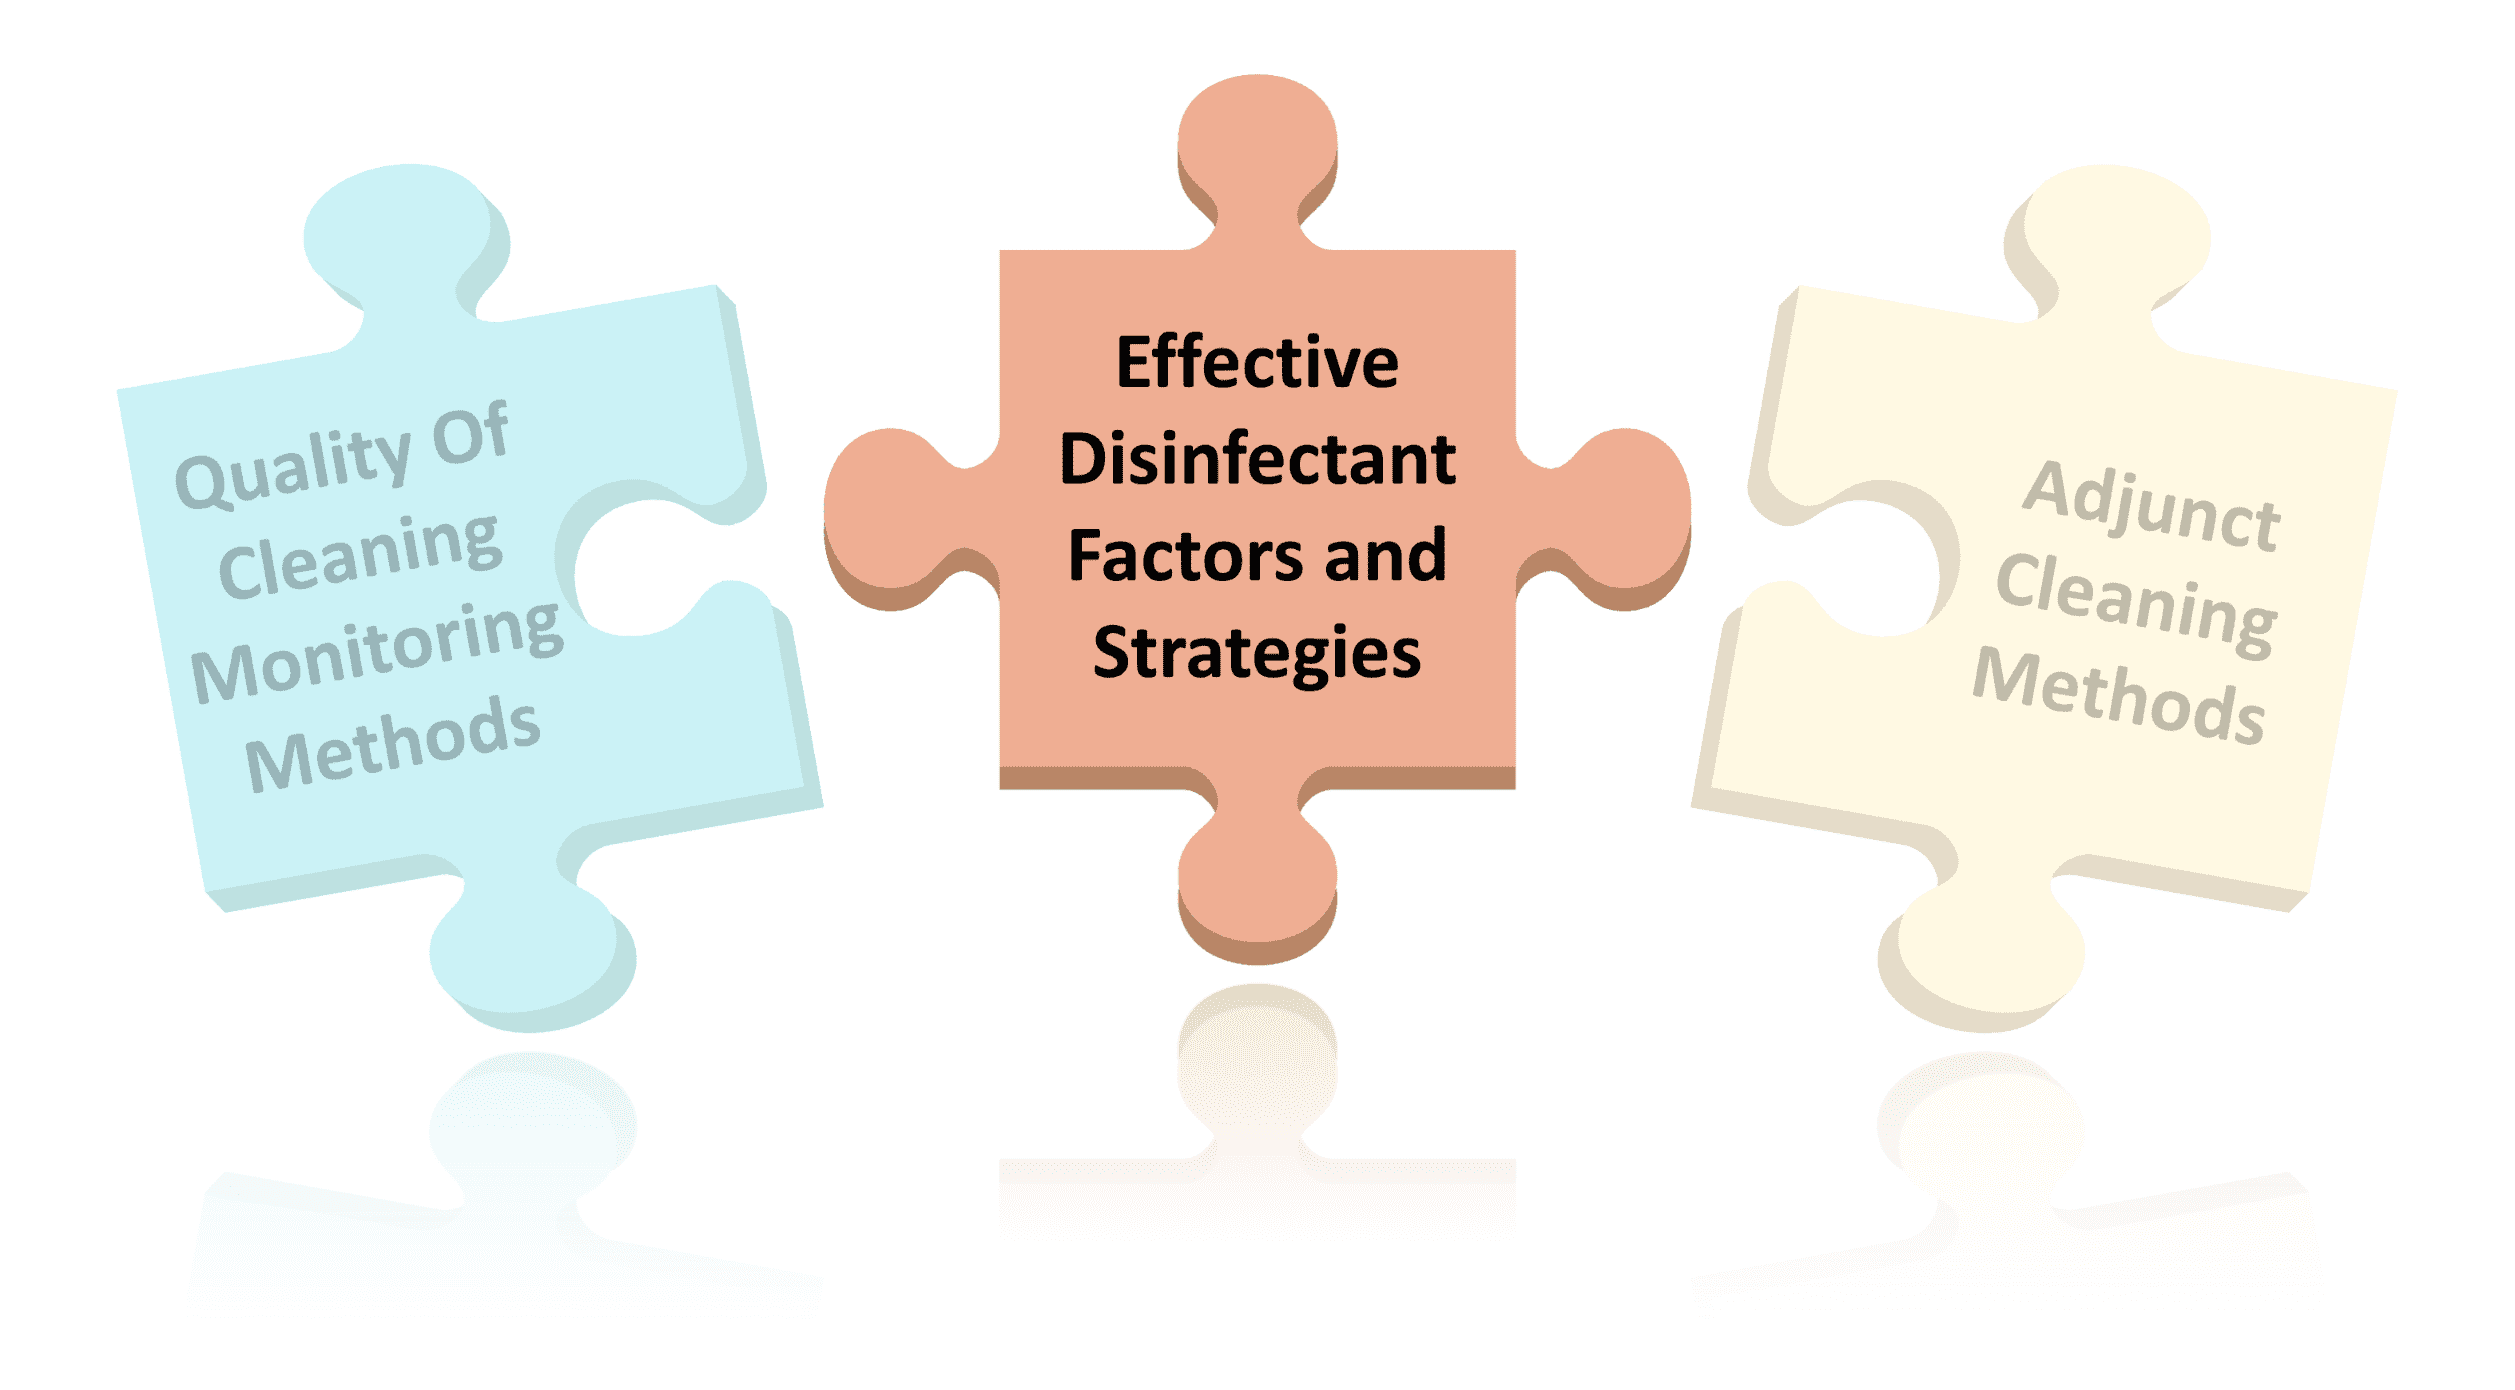 Quality Of
Cleaning
Monitoring
Methods
Effective
Disinfectant
Factors and
Strategies
Adjunct
Cleaning
Methods